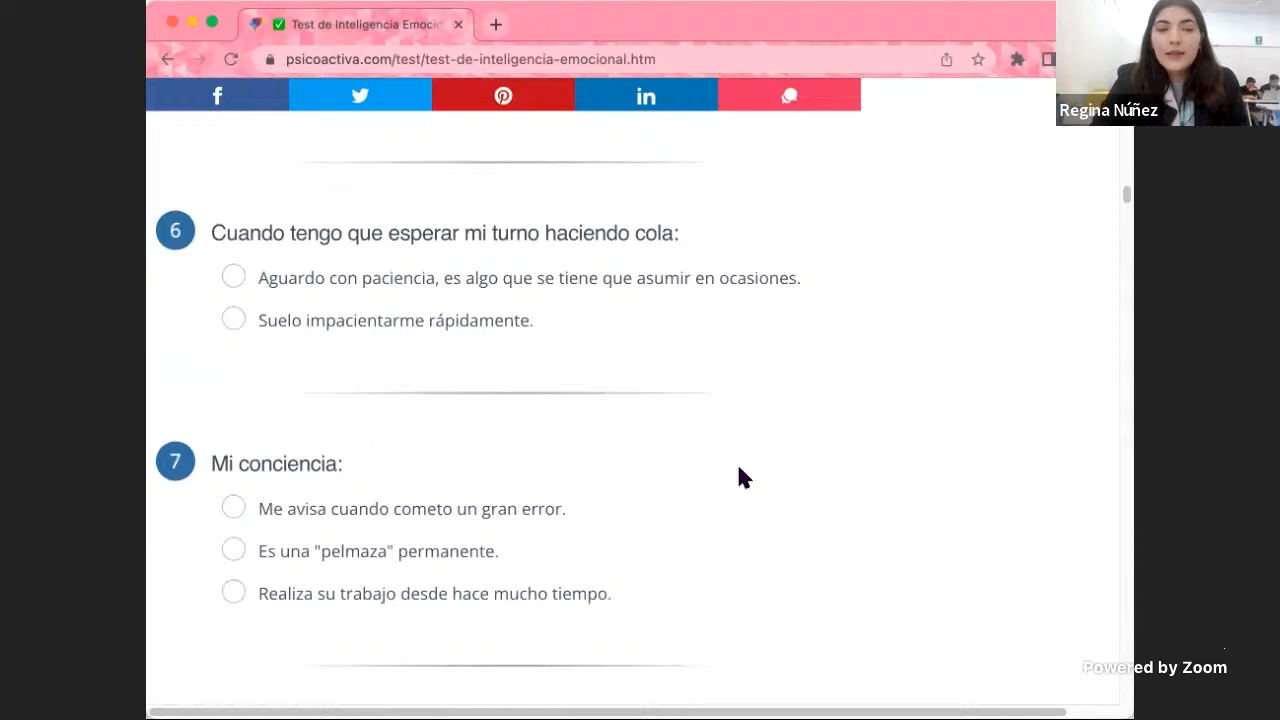 Test de Inteligencia Emocio
psicoactiva.com/test/test-de-inteligencia-emocional.htm
Regina Núñez
6
Cuando tengo que esperar mi turno haciendo cola:
Aguardo con paciencia, es algo que se tiene que asumir en ocasiones.
Suelo impacientarme rápidamente.
7
Mi conciencia:
Me avisa cuando cometo un gran error.
Es una "pelmaza" permanente.
Realiza su trabajo desde hace mucho tiempo.
Powered by Zoom